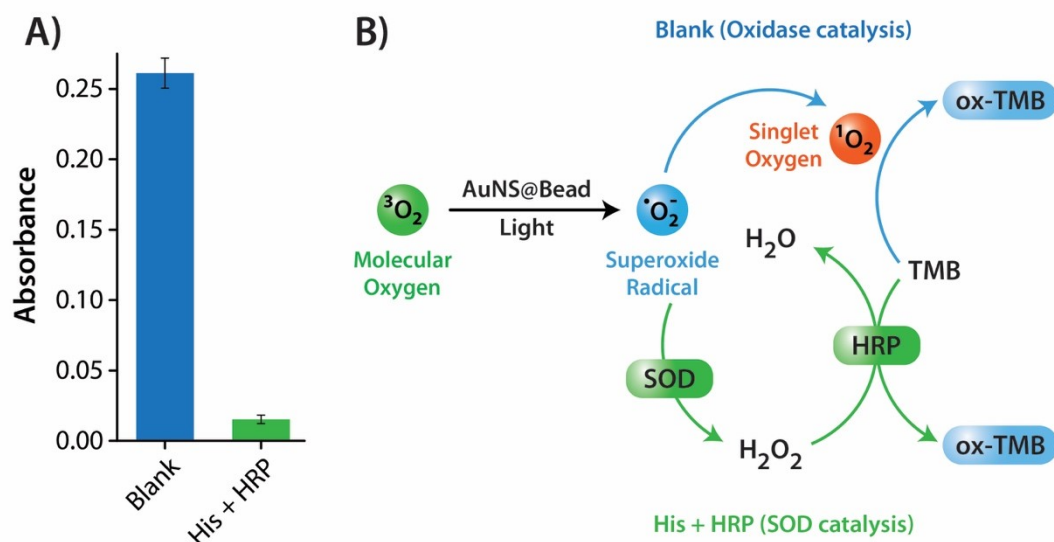 A)
Absorbance
0.25
0.20
0.15
0.10
0.05
0.00
Blank
His + HRP
B)
Blank (Oxidase catalysis)
ox-TMB
Singlet
Oxygen
¹O₂
³O₂
AuNS@Bead
Light
•O₂⁻
Molecular
Oxygen
Superoxide
Radical
H₂O
TMB
HRP
SOD
H₂O₂
ox-TMB
His + HRP (SOD catalysis)